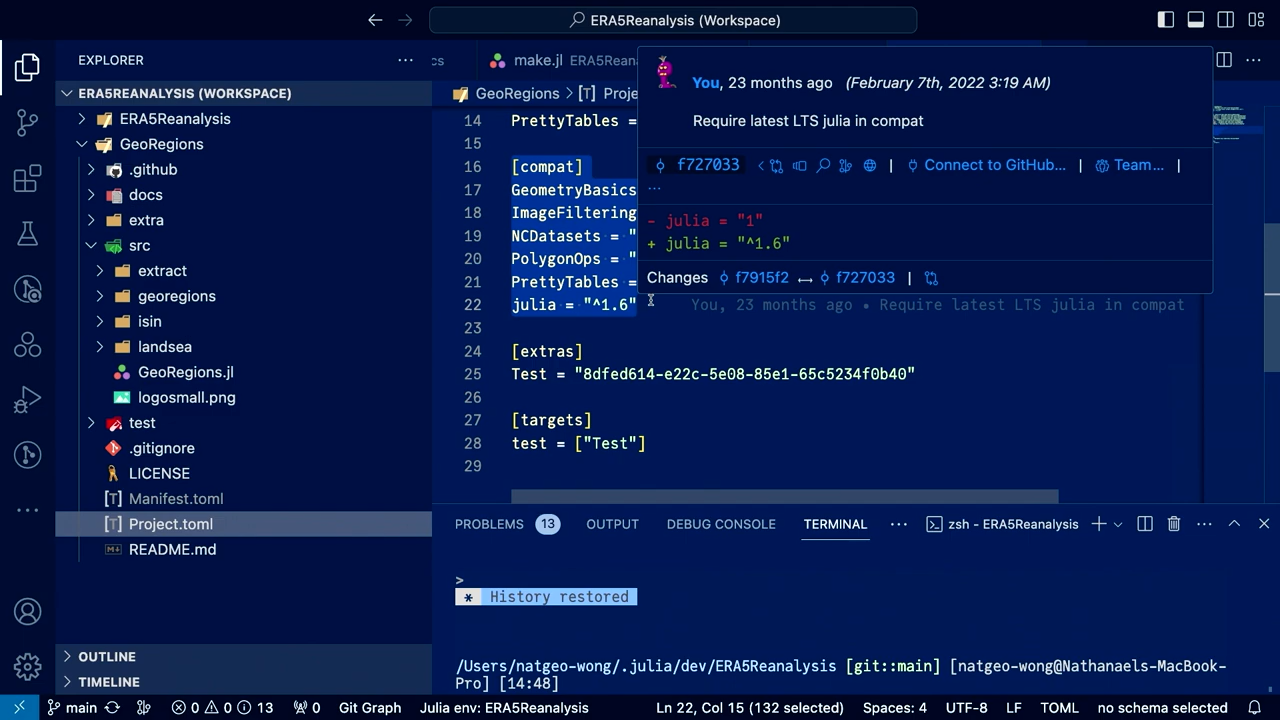 ERA5Reanalysis (Workspace)
EXPLORER
cs
make.jl ERA5Rean
ERA5REANALYSIS (WORKSPACE)
ERA5Reanalysis
GeoRegions
.github
docs
extra
src
extract
georegions
isin
landsea
GeoRegions.jl
logosmall.png
test
.gitignore
LICENSE
Manifest.toml
Project.toml
README.md
OUTLINE
TIMELINE
GeoRegions > [T] Proje
14 PrettyTables =
15
16 [compat]
17 GeometryBasics
18 ImageFiltering
19 NCDatasets = "
20 PolygonOps = "
21 PrettyTables =
22 julia = "^1.6" You, 23 months ago • Require latest LTS julia in compat
23
24 [extras]
25 Test = "8dfed614-e22c-5e08-85e1-65c5234f0b40"
26
27 [targets]
28 test = ["Test"]
29
You, 23 months ago (February 7th, 2022 3:19 AM)
Require latest LTS julia in compat
f727033 | Connect to GitHub... | Team... |
...
- julia = "1"
+ julia = "^1.6"
Changes f7915f2 ↔ f727033 |
PROBLEMS 13 OUTPUT DEBUG CONSOLE TERMINAL ... zsh - ERA5Reanalysis
>
* History restored
/Users/natgeo-wong/.julia/dev/ERA5Reanalysis [git::main] [natgeo-wong@Nathanaels-MacBook-
Pro] [14:48]
main 0 0 13 0 Git Graph Julia env: ERA5Reanalysis Ln 22, Col 15 (132 selected) Spaces: 4 UTF-8 LF TOML no schema selected